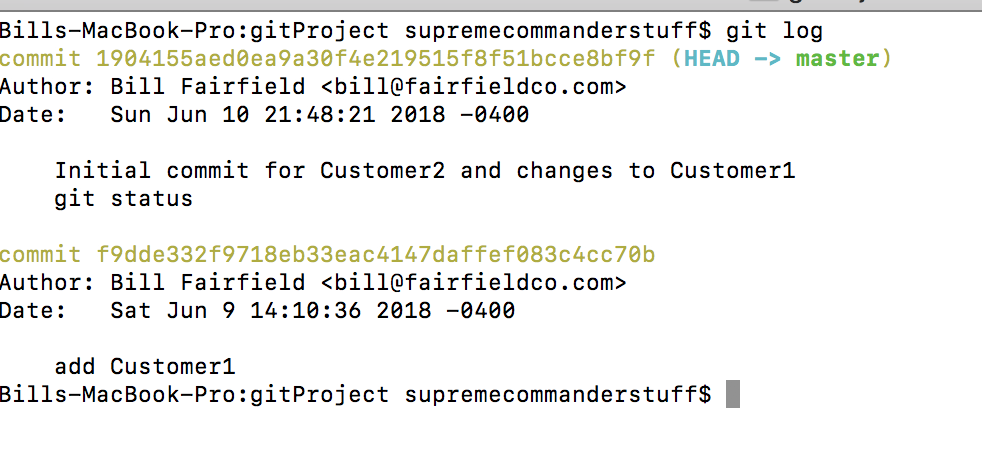 Bills-MacBook-Pro:gitProject supremecommanderstuff$ git log
commit 1904155aed0ea9a30f4e219515f8f51bcce8bf9f (HEAD -> master)
Author: Bill Fairfield <bill@fairfieldco.com>
Date:   Sun Jun 10 21:48:21 2018 -0400

    Initial commit for Customer2 and changes to Customer1
    git status

commit f9dde332f9718eb33eac4147daffef083c4cc70b
Author: Bill Fairfield <bill@fairfieldco.com>
Date:   Sat Jun 9 14:10:36 2018 -0400

    add Customer1
Bills-MacBook-Pro:gitProject supremecommanderstuff$